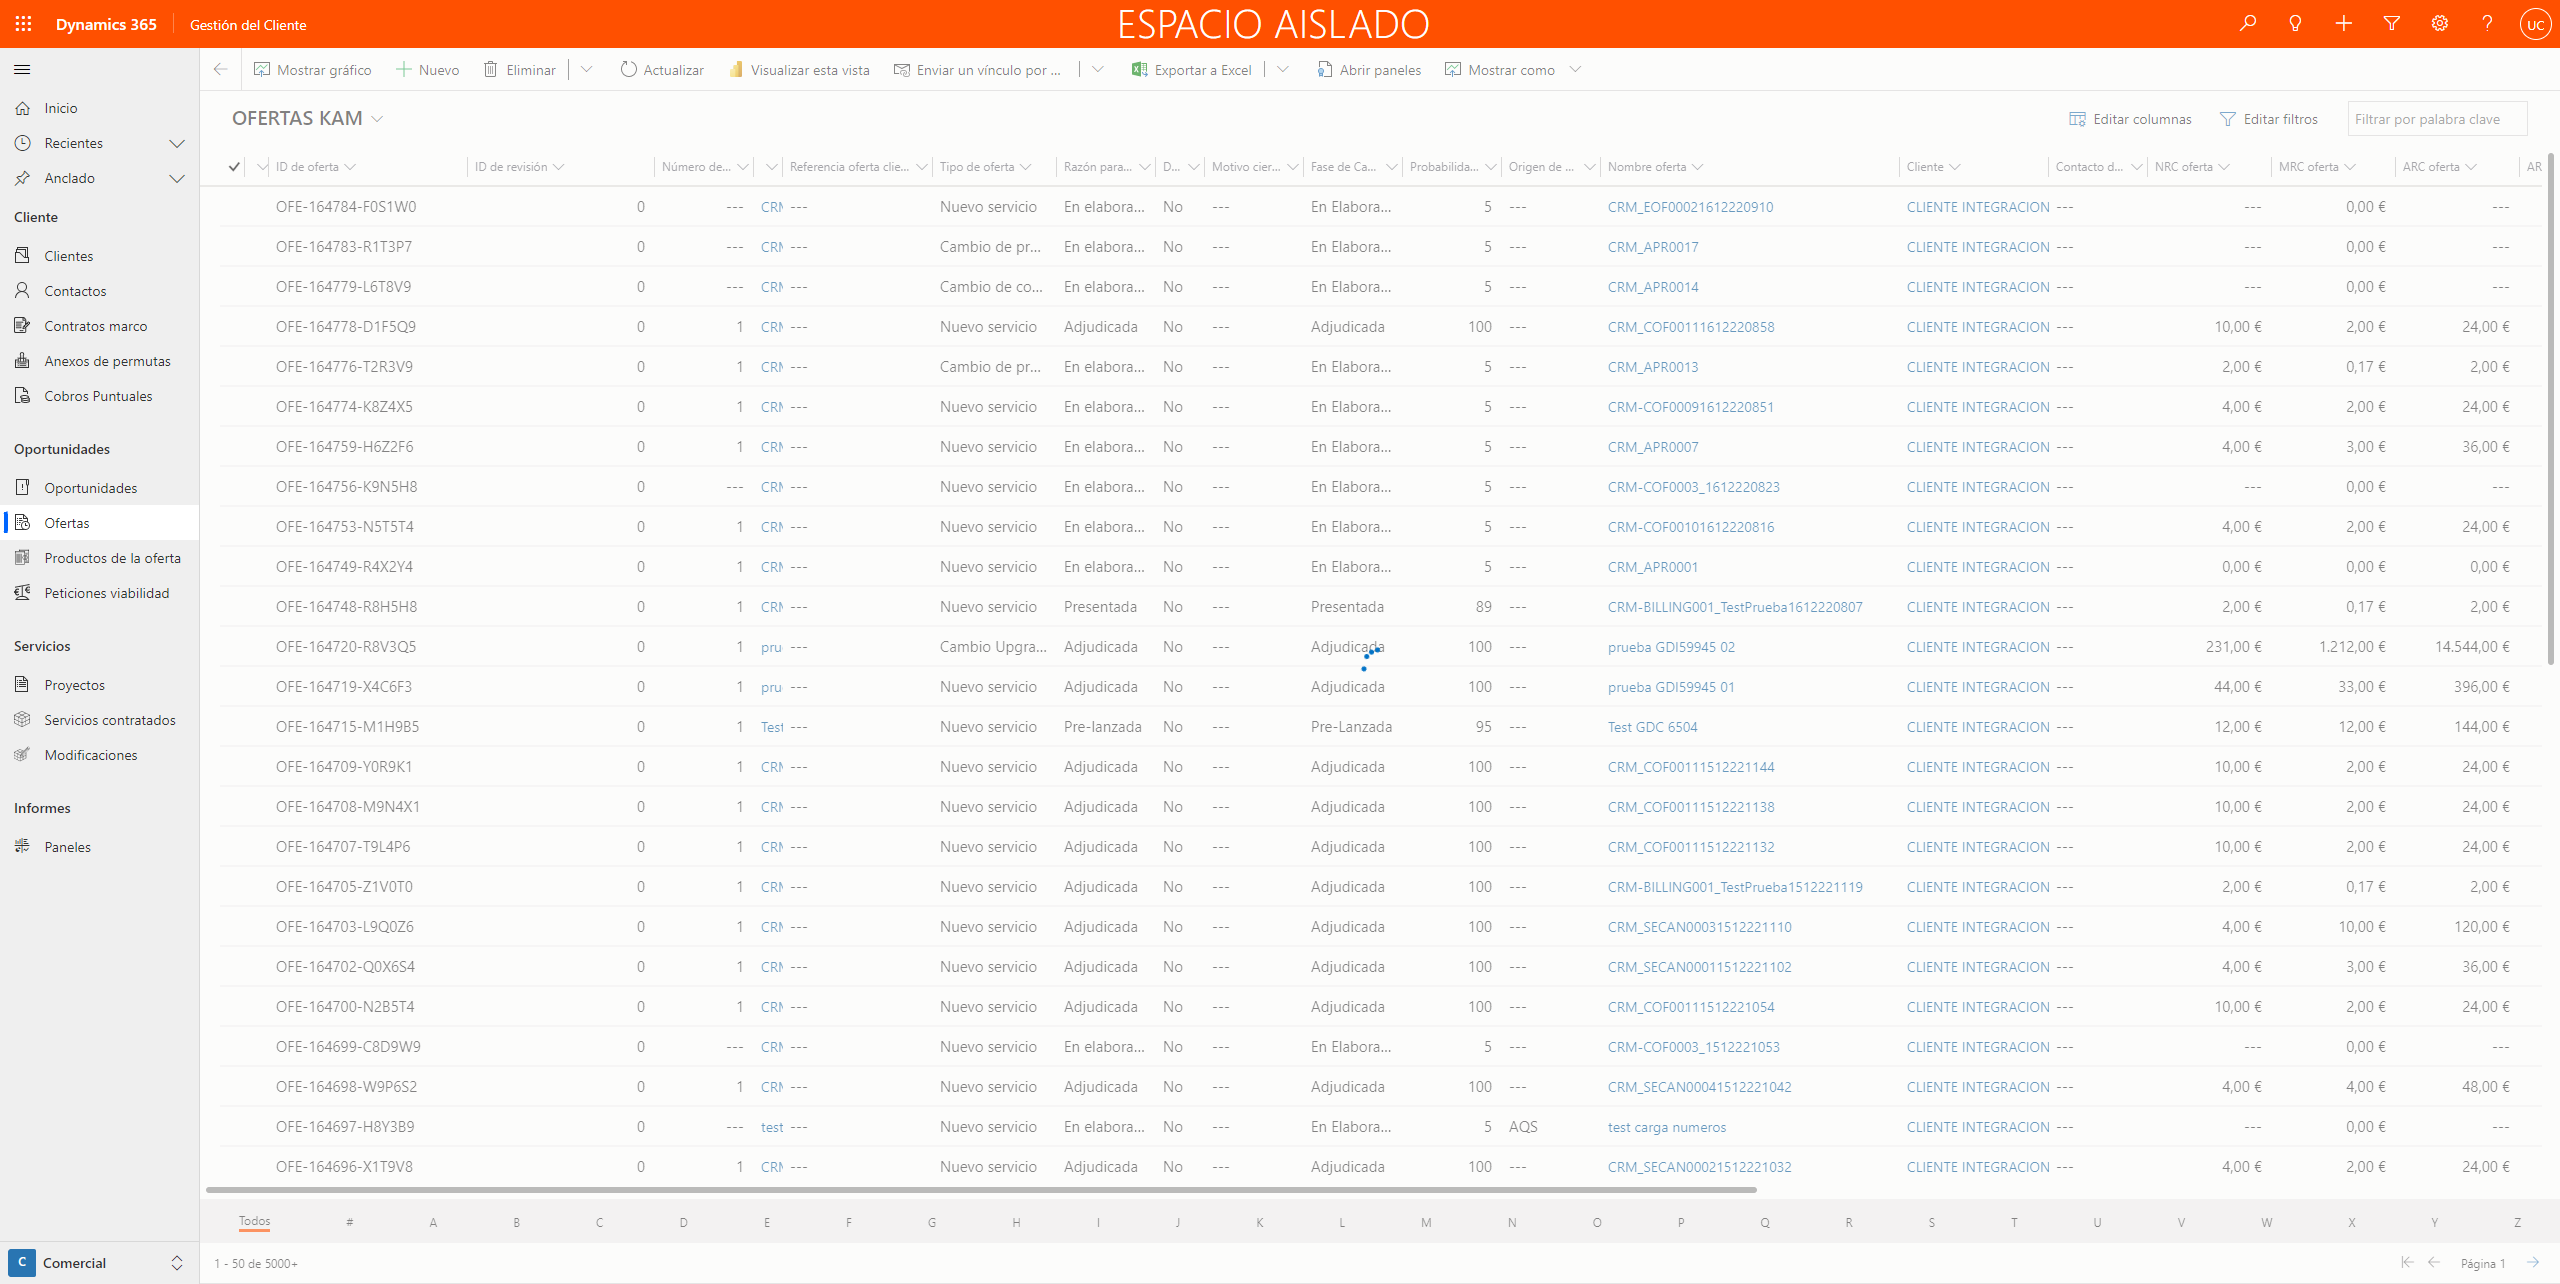 Dynamics 365 Gestión del Cliente ESPACIO AISLADO UC
Mostrar gráfico Nuevo Eliminar Actualizar Visualizar esta vista Enviar un vínculo por ... Exportar a Excel Abrir paneles Mostrar como
Inicio
Recientes
Anclado
Cliente
Clientes
Contactos
Contratos marco
Anexos de permutas
Cobros Puntuales
Oportunidades
Oportunidades
Ofertas
Productos de la oferta
Peticiones viabilidad
Servicios
Proyectos
Servicios contratados
Modificaciones
Informes
Paneles
C Comercial
OFERTAS KAM Editar columnas Editar filtros Filtrar por palabra clave
ID de oferta ID de revisión Número de... Referencia oferta clie... Tipo de oferta Razón para... D... Motivo cier... Fase de Ca... Probabilida... Origen de ... Nombre oferta Cliente Contacto d... NRC oferta MRC oferta ARC oferta AR
OFE-164784-F0S1W0 0 --- CRM --- Nuevo servicio En elabora... No --- En Elabora... 5 --- CRM_EOF00021612220910 CLIENTE INTEGRACION --- --- 0,00 € ---
OFE-164783-R1T3P7 0 --- CRM --- Cambio de pr... En elabora... No --- En Elabora... 5 --- CRM_APR0017 CLIENTE INTEGRACION --- --- 0,00 € ---
OFE-164779-L6T8V9 0 --- CRM --- Cambio de co... En elabora... No --- En Elabora... 5 --- CRM_APR0014 CLIENTE INTEGRACION --- --- 0,00 € ---
OFE-164778-D1F5Q9 0 1 CRM --- Nuevo servicio Adjudicada No --- Adjudicada 100 --- CRM_COF00111612220858 CLIENTE INTEGRACION --- 10,00 € 2,00 € 24,00 €
OFE-164776-T2R3V9 0 1 CRM --- Cambio de pr... En elabora... No --- En Elabora... 5 --- CRM_APR0013 CLIENTE INTEGRACION --- 2,00 € 0,17 € 2,00 €
OFE-164774-K8Z4X5 0 1 CRM --- Nuevo servicio En elabora... No --- En Elabora... 5 --- CRM-COF00091612220851 CLIENTE INTEGRACION --- 4,00 € 2,00 € 24,00 €
OFE-164759-H6Z2F6 0 1 CRM --- Nuevo servicio En elabora... No --- En Elabora... 5 --- CRM_APR0007 CLIENTE INTEGRACION --- 4,00 € 3,00 € 36,00 €
OFE-164756-K9N5H8 0 --- CRM --- Nuevo servicio En elabora... No --- En Elabora... 5 --- CRM-COF0003_1612220823 CLIENTE INTEGRACION --- --- 0,00 € ---
OFE-164753-N5T5T4 0 1 CRM --- Nuevo servicio En elabora... No --- En Elabora... 5 --- CRM-COF00101612220816 CLIENTE INTEGRACION --- 4,00 € 2,00 € 24,00 €
OFE-164749-R4X2Y4 0 1 CRM --- Nuevo servicio En elabora... No --- En Elabora... 5 --- CRM_APR0001 CLIENTE INTEGRACION --- 0,00 € 0,00 € 0,00 €
OFE-164748-R8H5H8 0 1 CRM --- Nuevo servicio Presentada No --- Presentada 89 --- CRM-BILLING001_TestPrueba1612220807 CLIENTE INTEGRACION --- 2,00 € 0,17 € 2,00 €
OFE-164720-R8V3Q5 0 1 pru --- Cambio Upgra... Adjudicada No --- Adjudicada 100 --- prueba GDI59945 02 CLIENTE INTEGRACION --- 231,00 € 1.212,00 € 14.544,00 €
OFE-164719-X4C6F3 0 1 pru --- Nuevo servicio Adjudicada No --- Adjudicada 100 --- prueba GDI59945 01 CLIENTE INTEGRACION --- 44,00 € 33,00 € 396,00 €
OFE-164715-M1H9B5 0 1 Test --- Nuevo servicio Pre-lanzada No --- Pre-Lanzada 95 --- Test GDC 6504 CLIENTE INTEGRACION --- 12,00 € 12,00 € 144,00 €
OFE-164709-Y0R9K1 0 1 CRM --- Nuevo servicio Adjudicada No --- Adjudicada 100 --- CRM_COF00111512221144 CLIENTE INTEGRACION --- 10,00 € 2,00 € 24,00 €
OFE-164708-M9N4X1 0 1 CRM --- Nuevo servicio Adjudicada No --- Adjudicada 100 --- CRM_COF00111512221138 CLIENTE INTEGRACION --- 10,00 € 2,00 € 24,00 €
OFE-164707-T9L4P6 0 1 CRM --- Nuevo servicio Adjudicada No --- Adjudicada 100 --- CRM_COF00111512221132 CLIENTE INTEGRACION --- 10,00 € 2,00 € 24,00 €
OFE-164705-Z1V0T0 0 1 CRM --- Nuevo servicio Adjudicada No --- Adjudicada 100 --- CRM-BILLING001_TestPrueba1512221119 CLIENTE INTEGRACION --- 2,00 € 0,17 € 2,00 €
OFE-164703-L9Q0Z6 0 1 CRM --- Nuevo servicio Adjudicada No --- Adjudicada 100 --- CRM_SECAN00031512221110 CLIENTE INTEGRACION --- 4,00 € 10,00 € 120,00 €
OFE-164702-Q0X6S4 0 1 CRM --- Nuevo servicio Adjudicada No --- Adjudicada 100 --- CRM_SECAN00011512221102 CLIENTE INTEGRACION --- 4,00 € 3,00 € 36,00 €
OFE-164700-N2B5T4 0 1 CRM --- Nuevo servicio Adjudicada No --- Adjudicada 100 --- CRM_COF00111512221054 CLIENTE INTEGRACION --- 10,00 € 2,00 € 24,00 €
OFE-164699-C8D9W9 0 --- CRM --- Nuevo servicio En elabora... No --- En Elabora... 5 --- CRM-COF0003_1512221053 CLIENTE INTEGRACION --- --- 0,00 € ---
OFE-164698-W9P6S2 0 1 CRM --- Nuevo servicio Adjudicada No --- Adjudicada 100 --- CRM_SECAN00041512221042 CLIENTE INTEGRACION --- 4,00 € 4,00 € 48,00 €
OFE-164697-H8Y3B9 0 --- test --- Nuevo servicio En elabora... No --- En Elabora... 5 AQS test carga numeros CLIENTE INTEGRACION --- --- 0,00 € ---
OFE-164696-X1T9V8 0 1 CRM --- Nuevo servicio Adjudicada No --- Adjudicada 100 --- CRM_SECAN00021512221032 CLIENTE INTEGRACION --- 4,00 € 2,00 € 24,00 €
Todos # A B C D E F G H I J K L M N O P Q R S T U V W X Y Z
1 - 50 de 5000+ Página 1